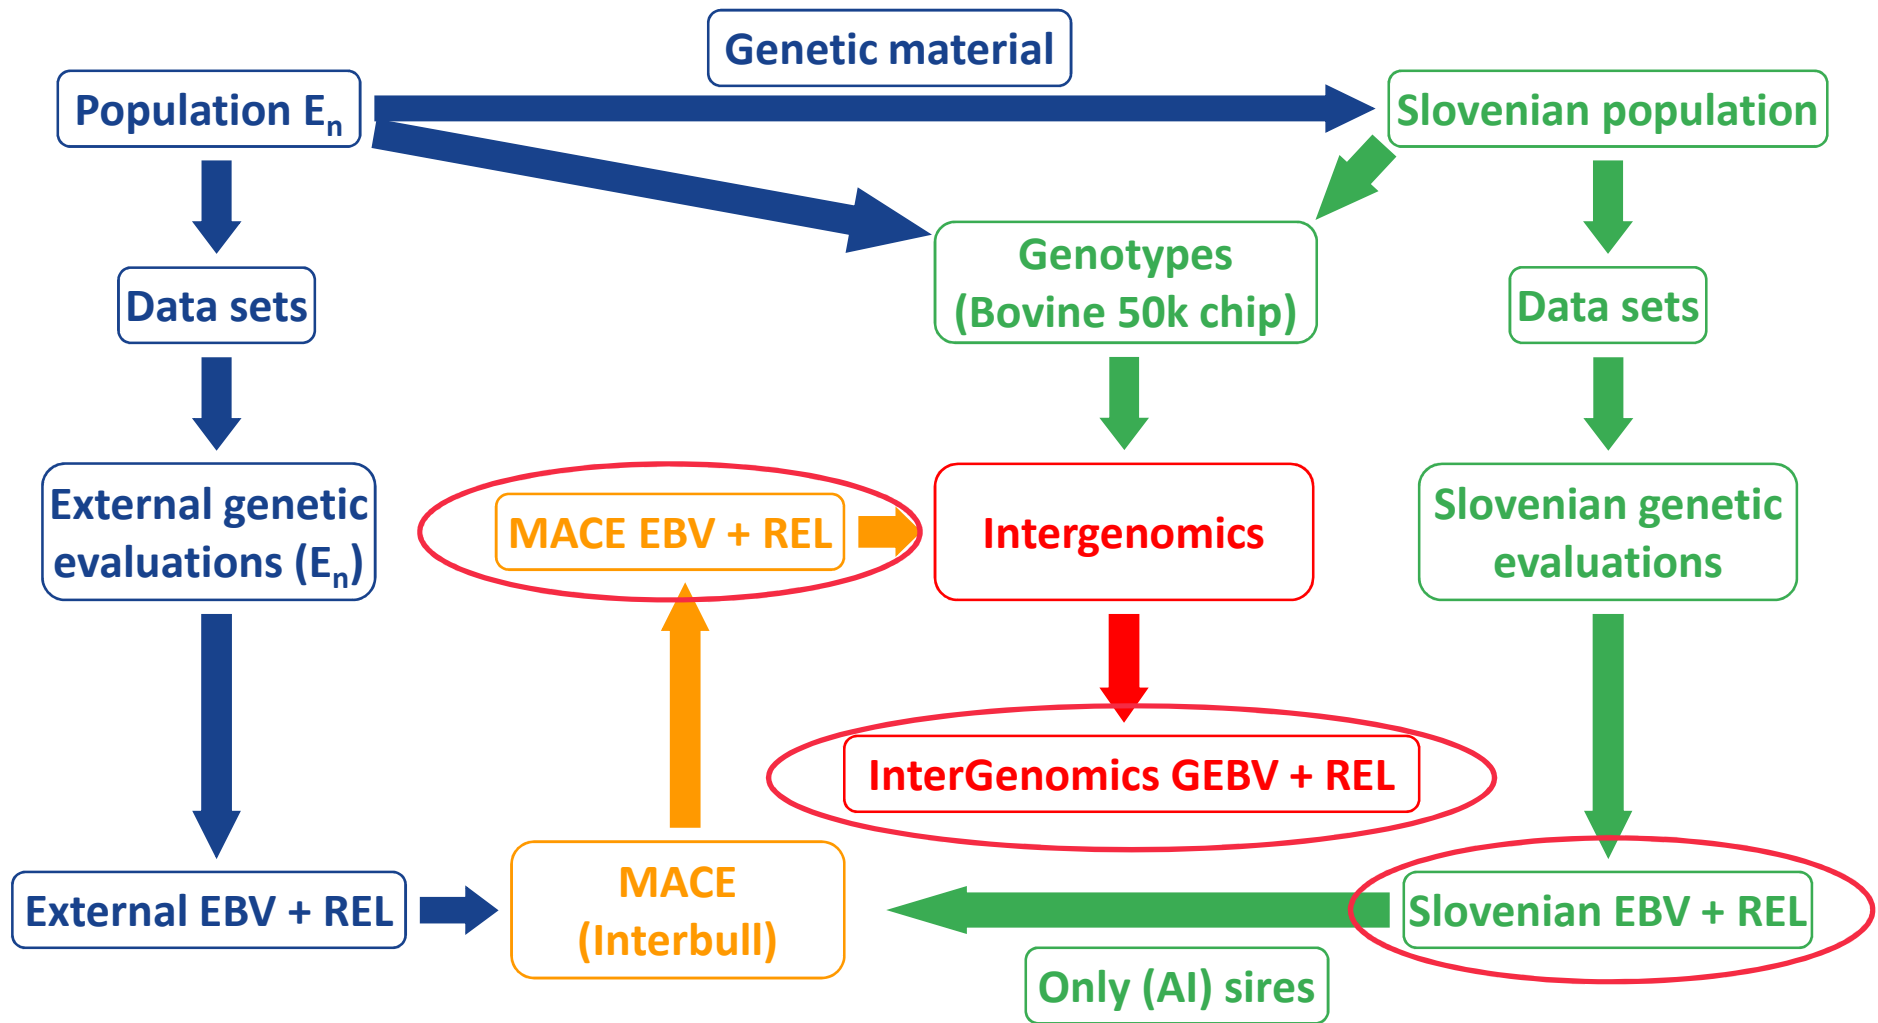 Genetic material
Population En
Slovenian population
Genotypes
(Bovine 50k chip)
Data sets
Data sets
External genetic
evaluations (En)
MACE EBV + REL
Intergenomics
Slovenian genetic
evaluations
InterGenomics GEBV + REL
External EBV + REL
MACE
(Interbull)
Slovenian EBV + REL
Only (AI) sires